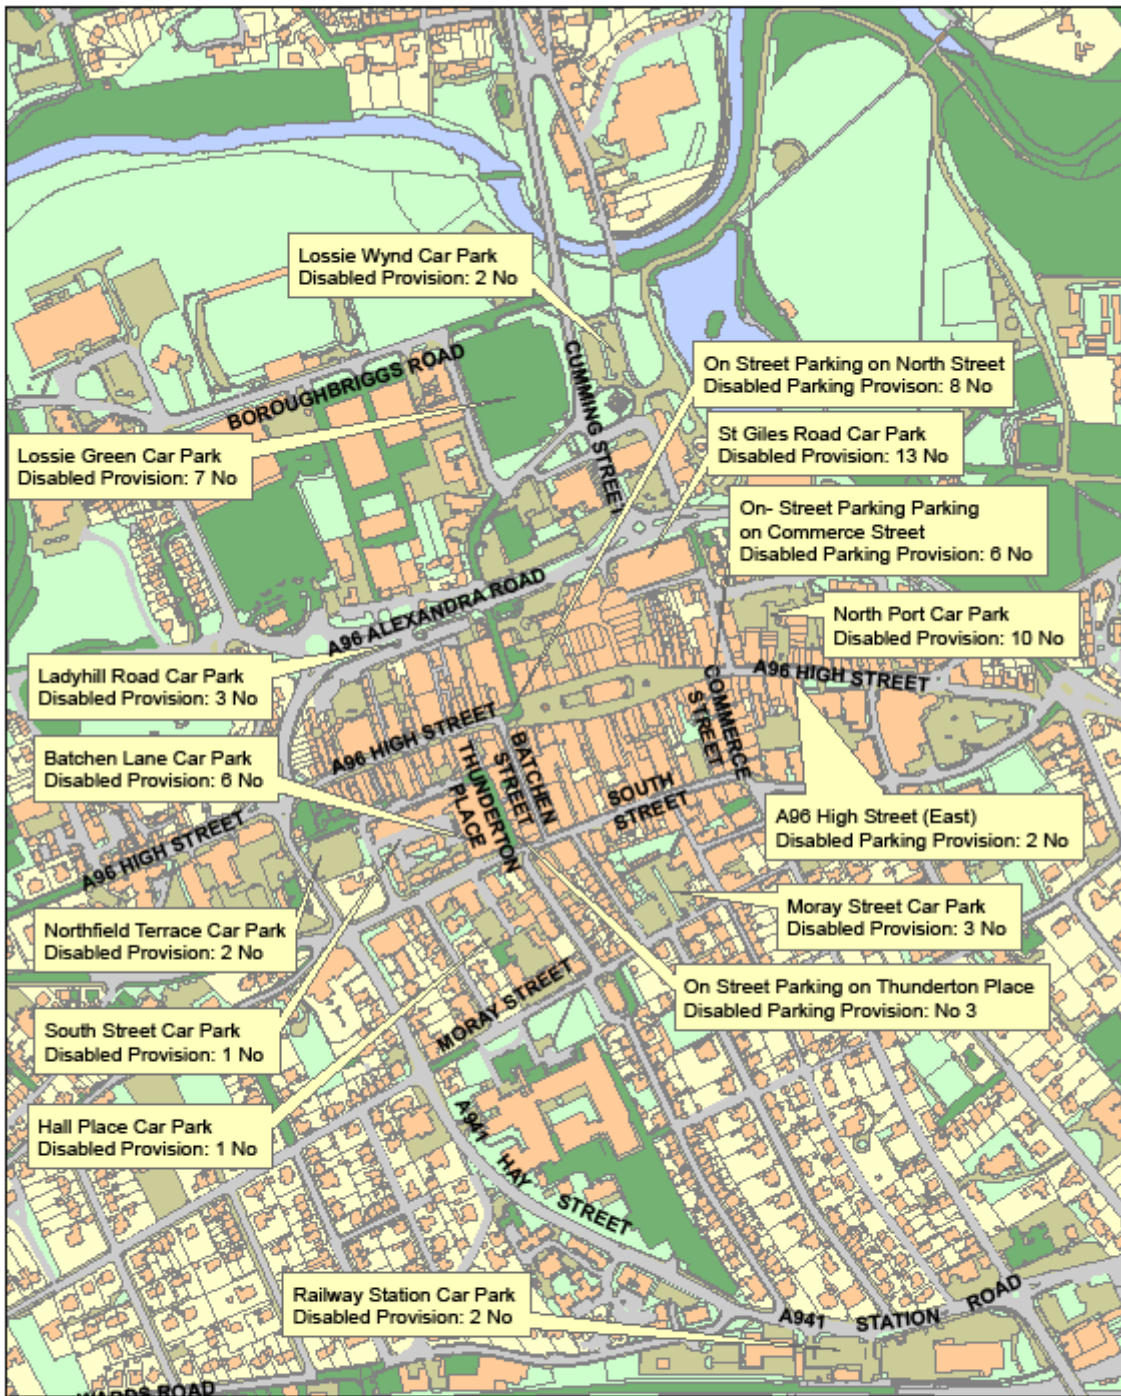 Lossie Wynd Car Park
Disabled Provision: 2 No
On Street Parking on North Street
Disabled Parking Provison: 8 No
BOROUGHBRIGGS ROAD
CUMMING STREET
St Giles Road Car Park
Disabled Provision: 13 No
Lossie Green Car Park
Disabled Provision: 7 No
On- Street Parking Parking
on Commerce Street
Disabled Parking Provision: 6 No
A96 ALEXANDRA ROAD
North Port Car Park
Disabled Provision: 10 No
Ladyhill Road Car Park
Disabled Provision: 3 No
A96 HIGH STREET
COMMERCE
STREET
A96 HIGH STREET
BATCHEN
STREET
THUNDERTON
PLACE
Batchen Lane Car Park
Disabled Provision: 6 No
SOUTH
STREET
A96 High Street (East)
Disabled Parking Provision: 2 No
A96 HIGH STREET
Moray Street Car Park
Disabled Provision: 3 No
Northfield Terrace Car Park
Disabled Provision: 2 No
On Street Parking on Thunderton Place
Disabled Parking Provision: No 3
MORAY STREET
South Street Car Park
Disabled Provision: 1 No
Hall Place Car Park
Disabled Provision: 1 No
A941 HAY STREET
Railway Station Car Park
Disabled Provision: 2 No
A941 STATION ROAD
WARDS ROAD